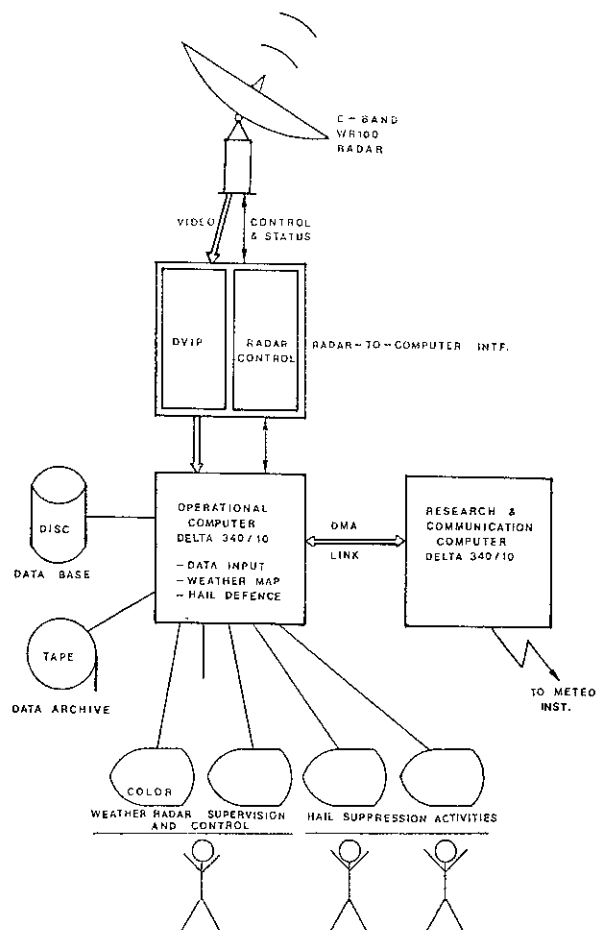 C-BAND
WR100
RADAR
VIDEO
CONTROL
& STATUS
DVIP
RADAR
CONTROL
RADAR-TO-COMPUTER INTF.
DISC
DATA BASE
OPERATIONAL
COMPUTER
DELTA 340/10
-DATA INPUT
-WEATHER MAP
-HAIL DEFENCE
DMA
LINK
RESEARCH &
COMMUNICATION
COMPUTER
DELTA 340/10
TAPE
DATA ARCHIVE
TO METEO
INST.
COLOR
WEATHER RADAR SUPERVISION
AND CONTROL
HAIL SUPPRESSION ACTIVITIES